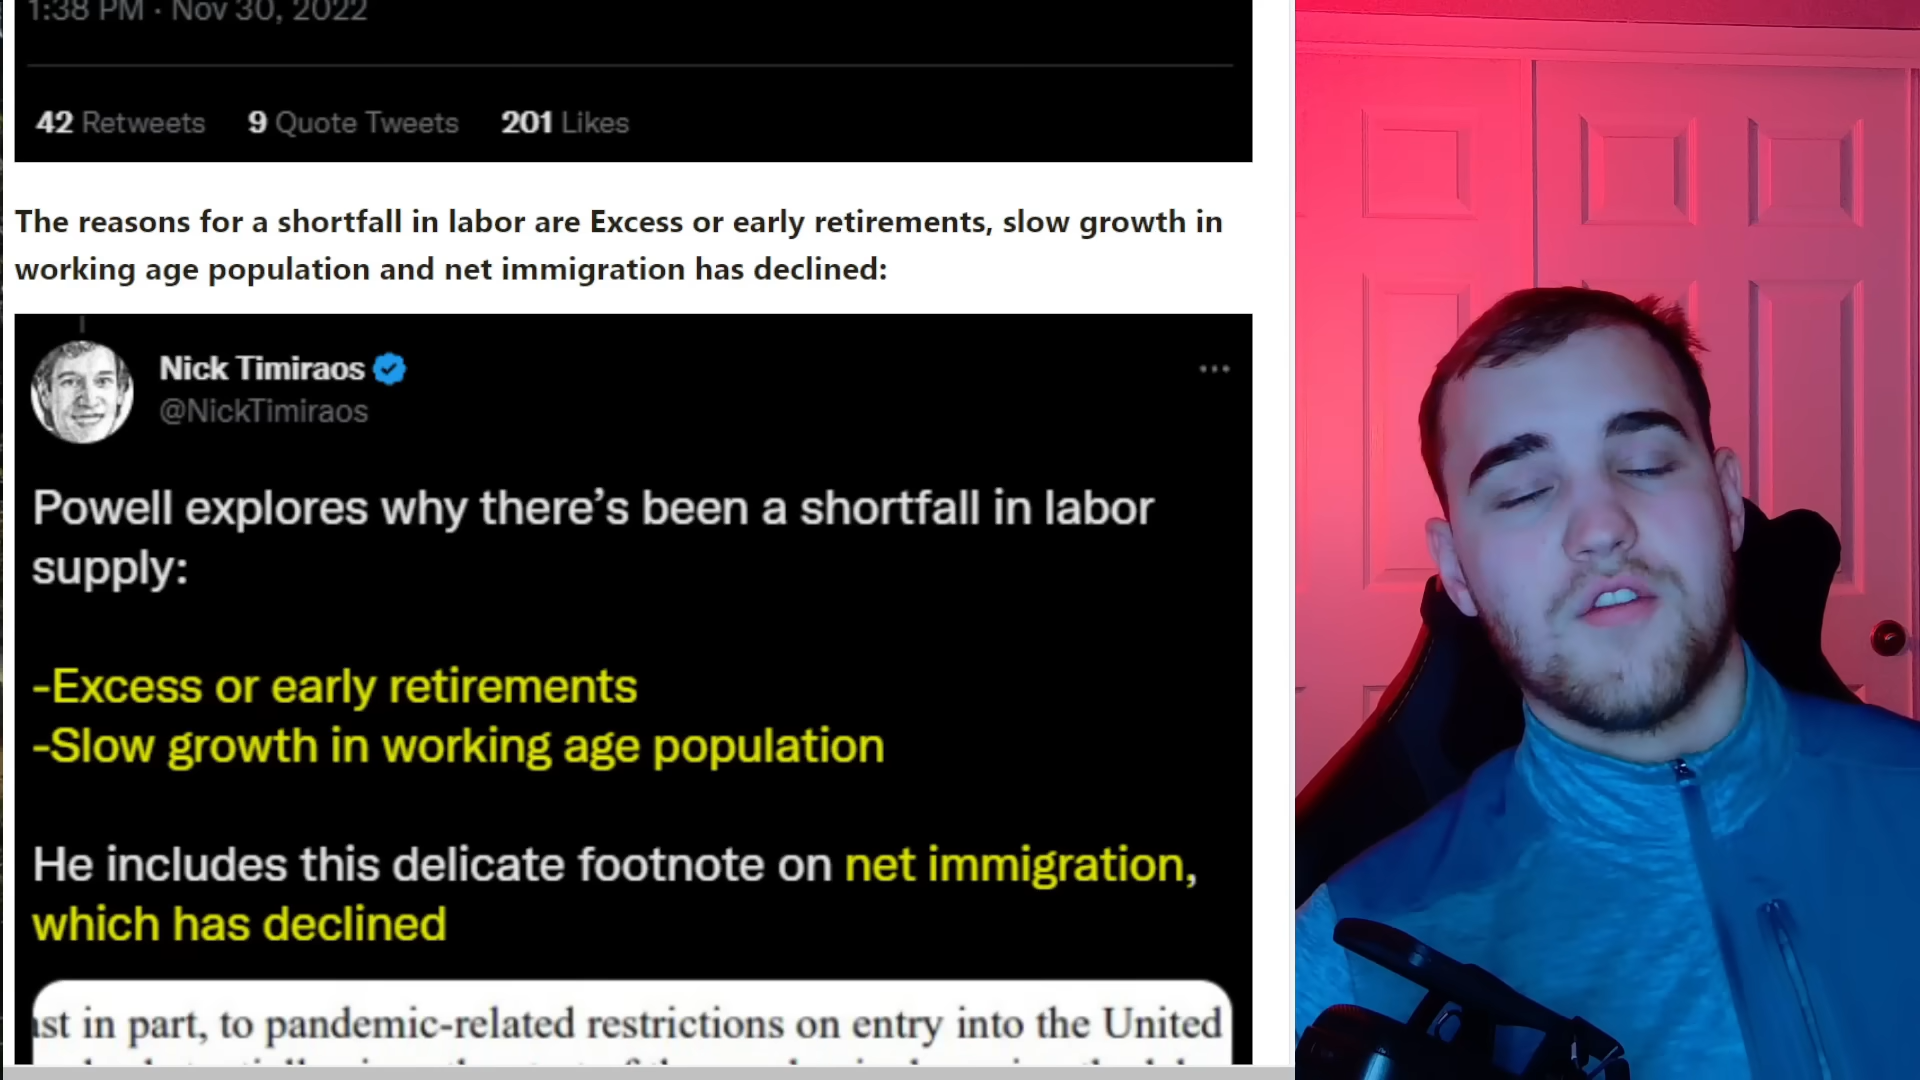 1:38 PM · Nov 30, 2022
42 Retweets 9 Quote Tweets 201 Likes
The reasons for a shortfall in labor are Excess or early retirements, slow growth in
working age population and net immigration has declined:
Nick Timiraos
@NickTimiraos
Powell explores why there’s been a shortfall in labor
supply:
-Excess or early retirements
-Slow growth in working age population
He includes this delicate footnote on net immigration,
which has declined
in part, to pandemic-related restrictions on entry into the United